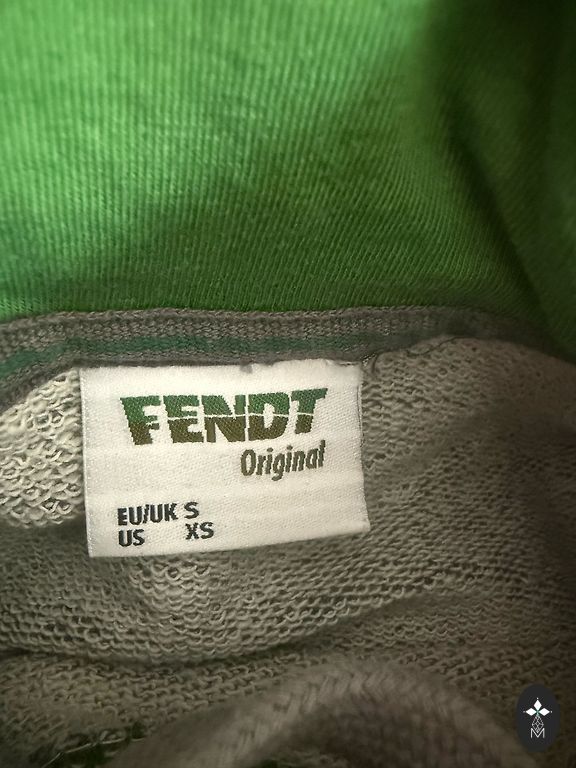 FENDT
Original
EU/UK S
US XS
M